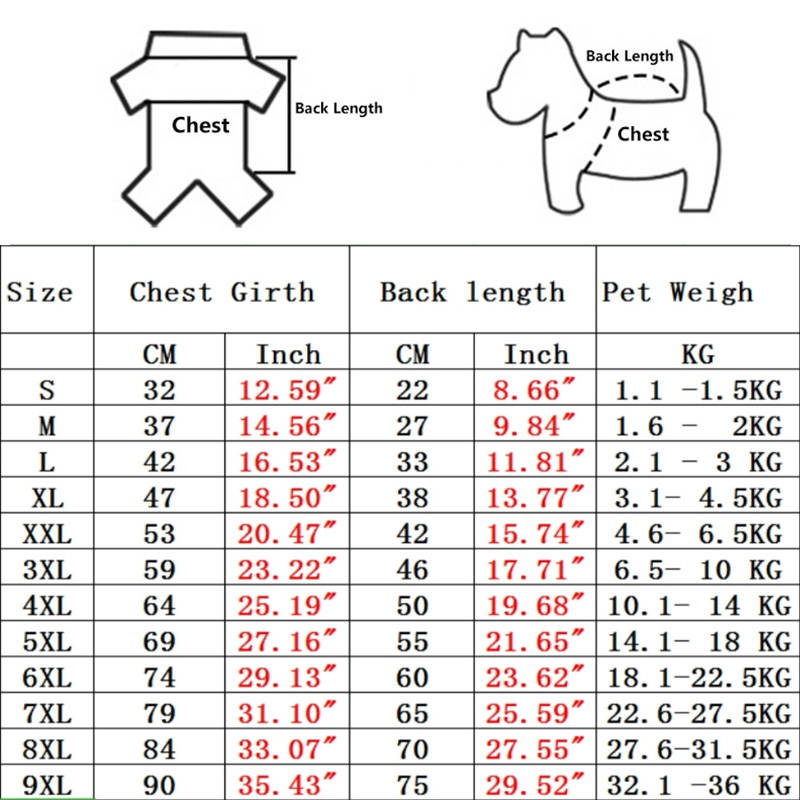 Back Length
Chest
Back Length
Chest
Size Chest Girth Back length Pet Weigh
CM Inch CM Inch KG
S 32 12.59″ 22 8.66″ 1.1 -1.5KG
M 37 14.56″ 27 9.84″ 1.6 - 2KG
L 42 16.53″ 33 11.81″ 2.1 - 3 KG
XL 47 18.50″ 38 13.77″ 3.1- 4.5KG
XXL 53 20.47″ 42 15.74″ 4.6- 6.5KG
3XL 59 23.22″ 46 17.71″ 6.5- 10 KG
4XL 64 25.19″ 50 19.68″ 10.1- 14 KG
5XL 69 27.16″ 55 21.65″ 14.1- 18 KG
6XL 74 29.13″ 60 23.62″ 18.1-22.5KG
7XL 79 31.10″ 65 25.59″ 22.6-27.5KG
8XL 84 33.07″ 70 27.55″ 27.6-31.5KG
9XL 90 35.43″ 75 29.52″ 32.1 -36 KG